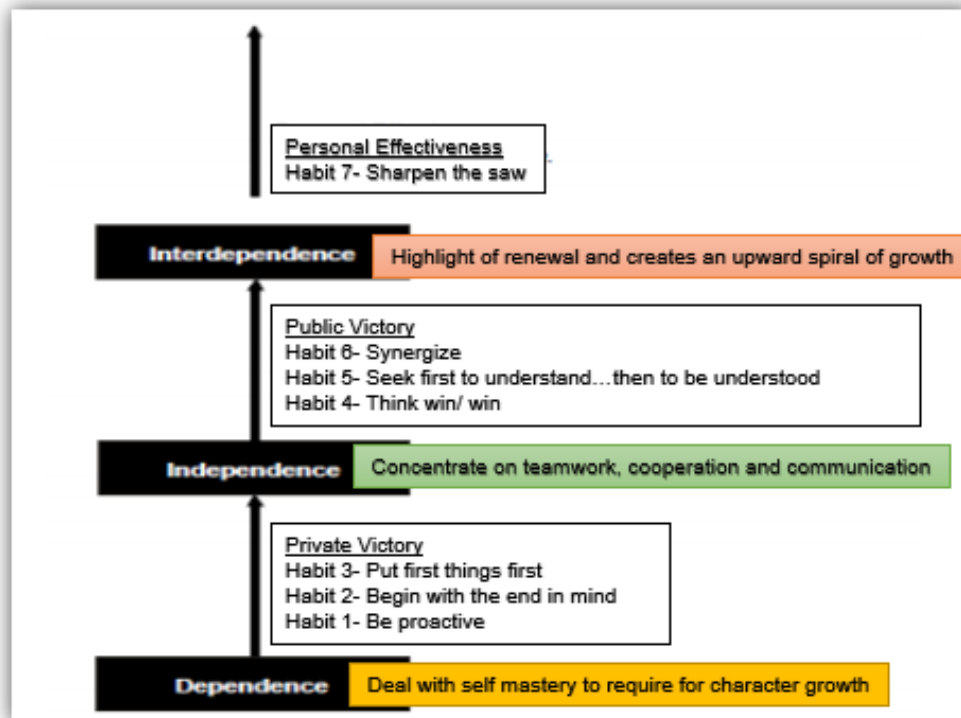 Personal Effectiveness
Habit 7- Sharpen the saw
Interdependence
Highlight of renewal and creates an upward spiral of growth
Public Victory
Habit 6- Synergize
Habit 5- Seek first to understand...then to be understood
Habit 4- Think win/ win
Independence
Concentrate on teamwork, cooperation and communication
Private Victory
Habit 3- Put first things first
Habit 2- Begin with the end in mind
Habit 1- Be proactive
Dependence
Deal with self mastery to require for character growth